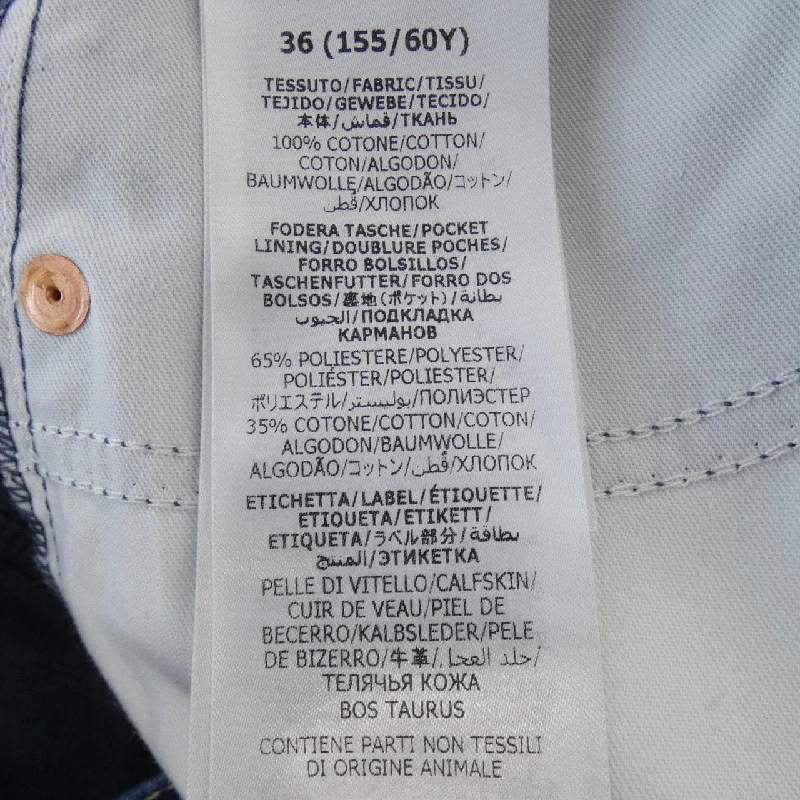 36 (155/60Y)
TESSUTO/FABRIC/TISSU/
TEJIDO/GEWEBE/TECIDO/
本体/قماش/ТКАНЬ
100% COTONE/COTTON/
COTON/ALGODON/
BAUMWOLLE/ALGODÃO/コットン/
قُطن/ХЛОПОК
FODERA TASCHE/POCKET
LINING/DOUBLURE POCHES/
FORRO BOLSILLOS/
TASCHENFUTTER/FORRO DOS
BOLSOS/裏地(ポケット)/بطانة
الجيوب/ПОДКЛАДКА
КАРМАНОВ
65% POLIESTERE/POLYESTER/
POLIÉSTER/POLIESTER/
ポリエステル/بوليستر/ПОЛИЭСТЕР
35% COTONE/COTTON/COTON/
ALGODON/BAUMWOLLE/
ALGODÃO/コットン/قُطن/ХЛОПОК
ETICHETTA/LABEL/ÉTIQUETTE/
ETIQUETA/ETIKETT/
ETIQUETA/ラベル部分/بطاقة
المنتج/ЭТИКЕТКА
PELLE DI VITELLO/CALFSKIN/
CUIR DE VEAU/PIEL DE
BECERRO/KALBSLEDER/PELE
DE BIZERRO/牛革/جلد العجل/
ТЕЛЯЧЬЯ КОЖА
BOS TAURUS
CONTIENE PARTI NON TESSILI
DI ORIGINE ANIMALE